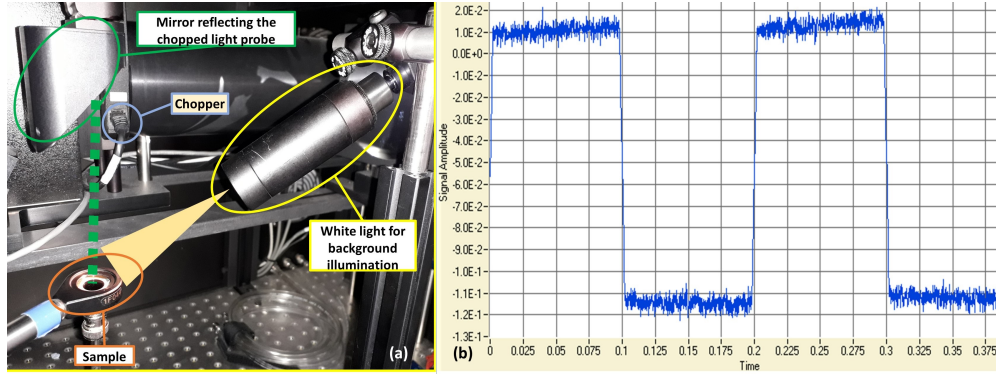 Mirror reflecting the
chopped light probe
Chopper
White light for
background
illumination
Sample
(a)
2.0E-2
1.0E-2
0.0E+0
-1.0E-2
-2.0E-2
-3.0E-2
-4.0E-2
-5.0E-2
-6.0E-2
-7.0E-2
-8.0E-2
-9.0E-2
-1.0E-1
-1.1E-1
-1.2E-1
-1.3E-1
Signal Amplitude
0 0.025 0.05 0.075 0.1 0.125 0.15 0.175 0.2 0.225 0.25 0.275 0.3 0.325 0.35 0.375
Time
(b)